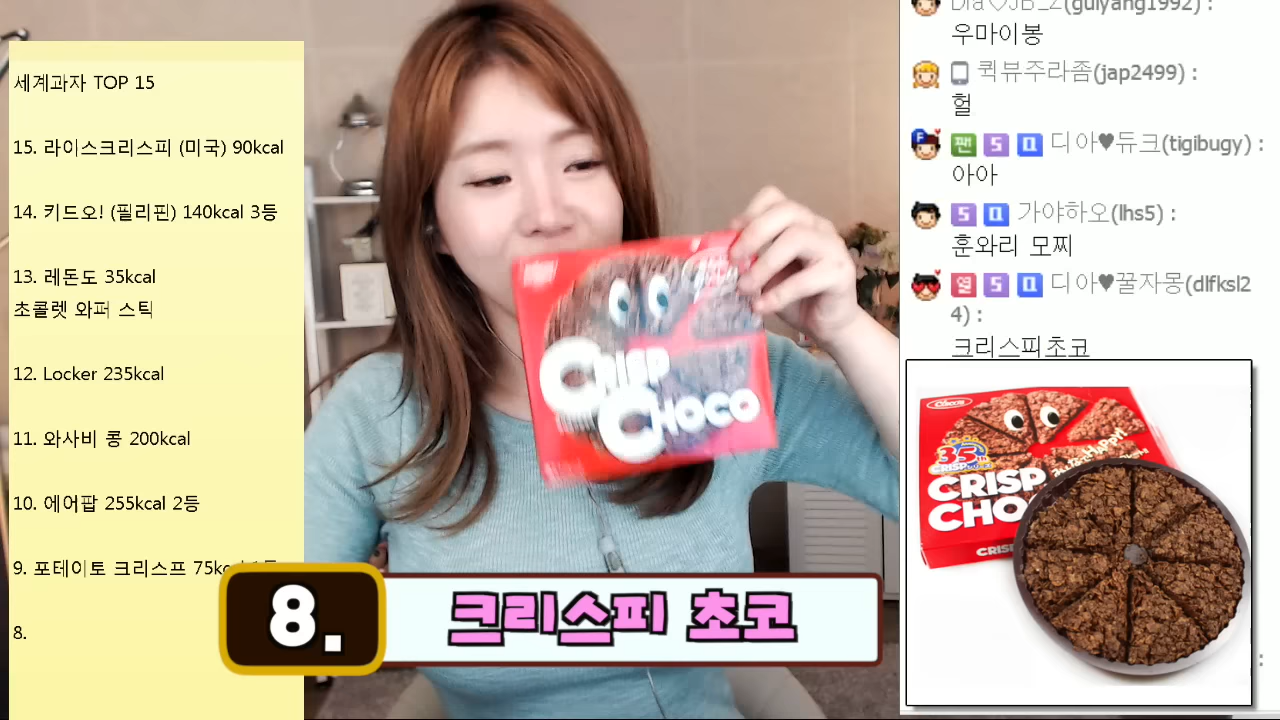 세계과자 TOP 15
15. 라이스크리스피 (미국) 90kcal
14. 키드오! (필리핀) 140kcal 3등
13. 레돈도 35kcal
초콜렛 와퍼 스틱
12. Locker 235kcal
11. 와사비 콩 200kcal
10. 에어팝 255kcal 2등
9. 포테이토 크리스프
8.
CRISP
CHOCO
8.
크리스피 초코
우마이봉
퀵뷰주라좀(jap2499) :
헐
팬 S 디아♥듀크(tigibugy) :
아아
S 가야하오(lhs5) :
훈와리 모찌
열 S 디아♥꿀자몽(dlfksl2
4) :
크리스피초코
35th
CRISP
CHO